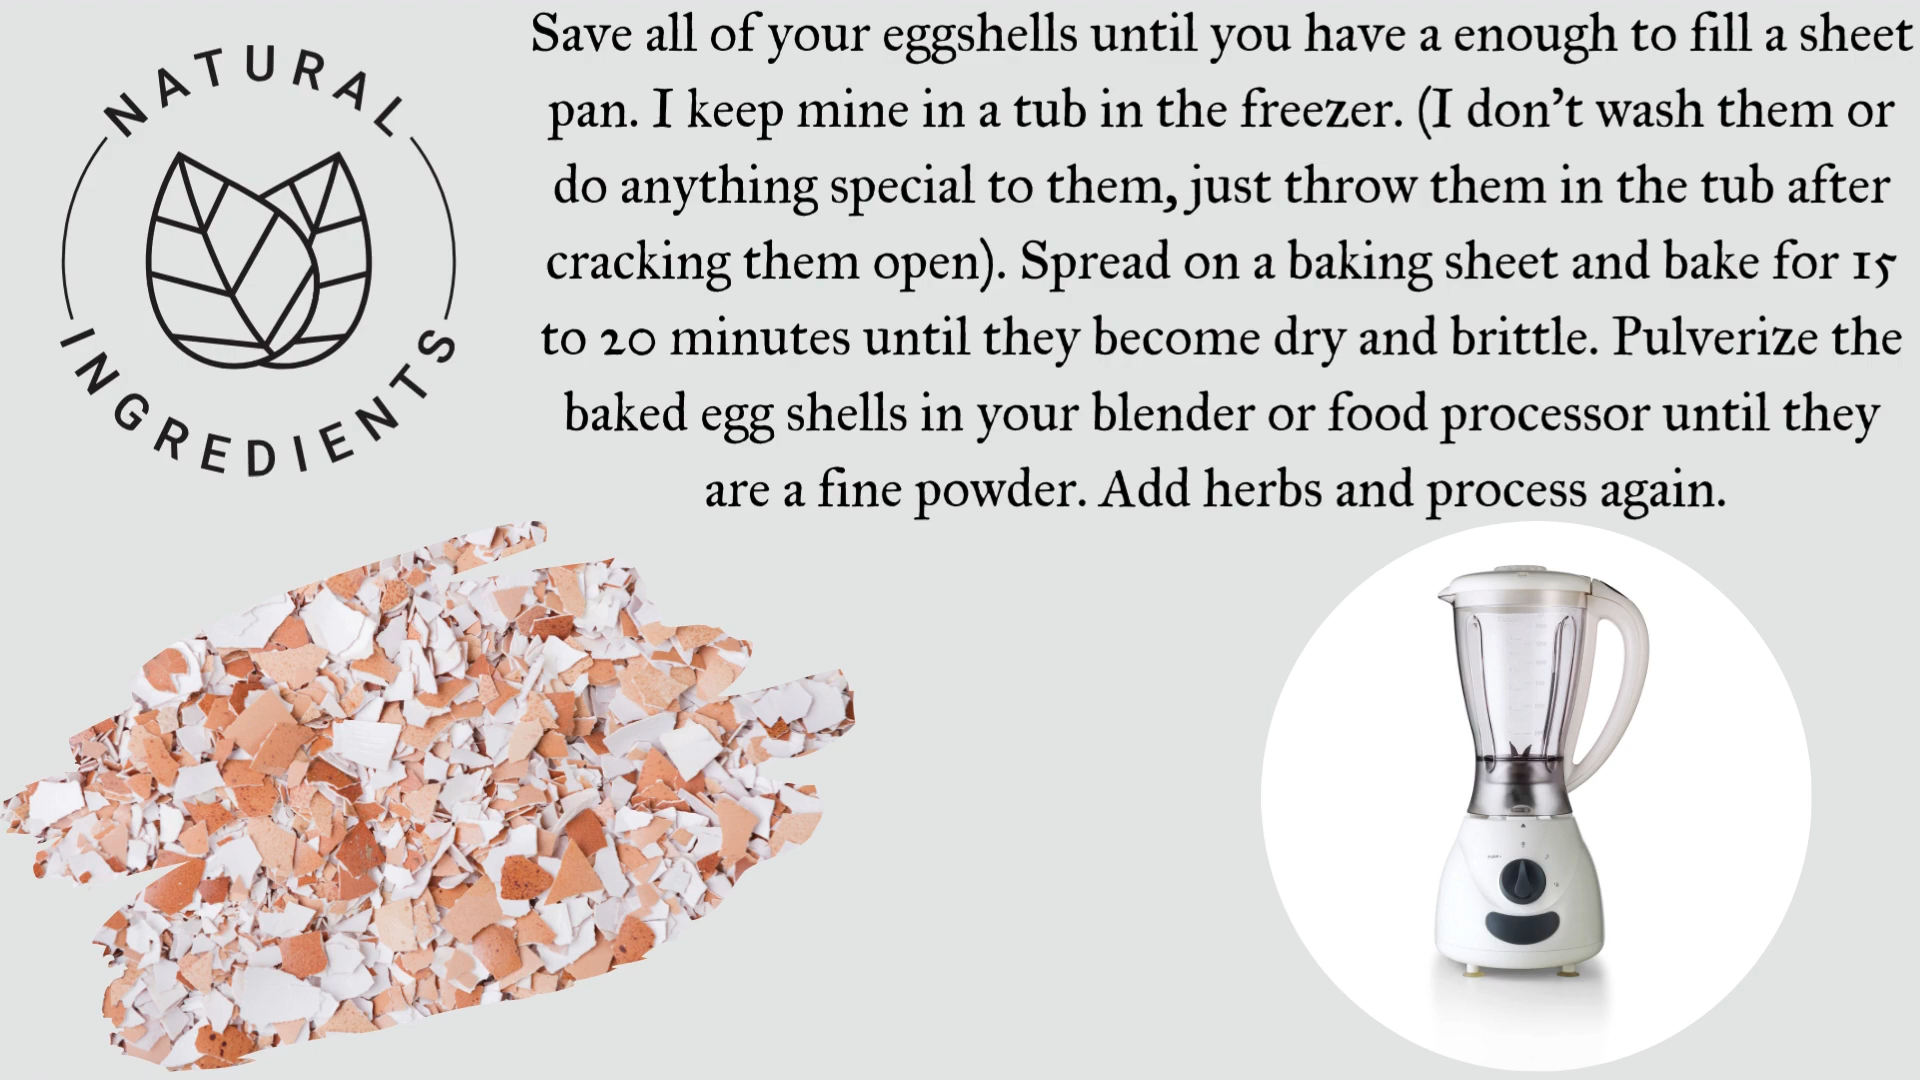 NATURAL
INGREDIENTS
Save all of your eggshells until you have a enough to fill a sheet
pan. I keep mine in a tub in the freezer. (I don't wash them or
do anything special to them, just throw them in the tub after
cracking them open). Spread on a baking sheet and bake for 15
to 20 minutes until they become dry and brittle. Pulverize the
baked egg shells in your blender or food processor until they
are a fine powder. Add herbs and process again.